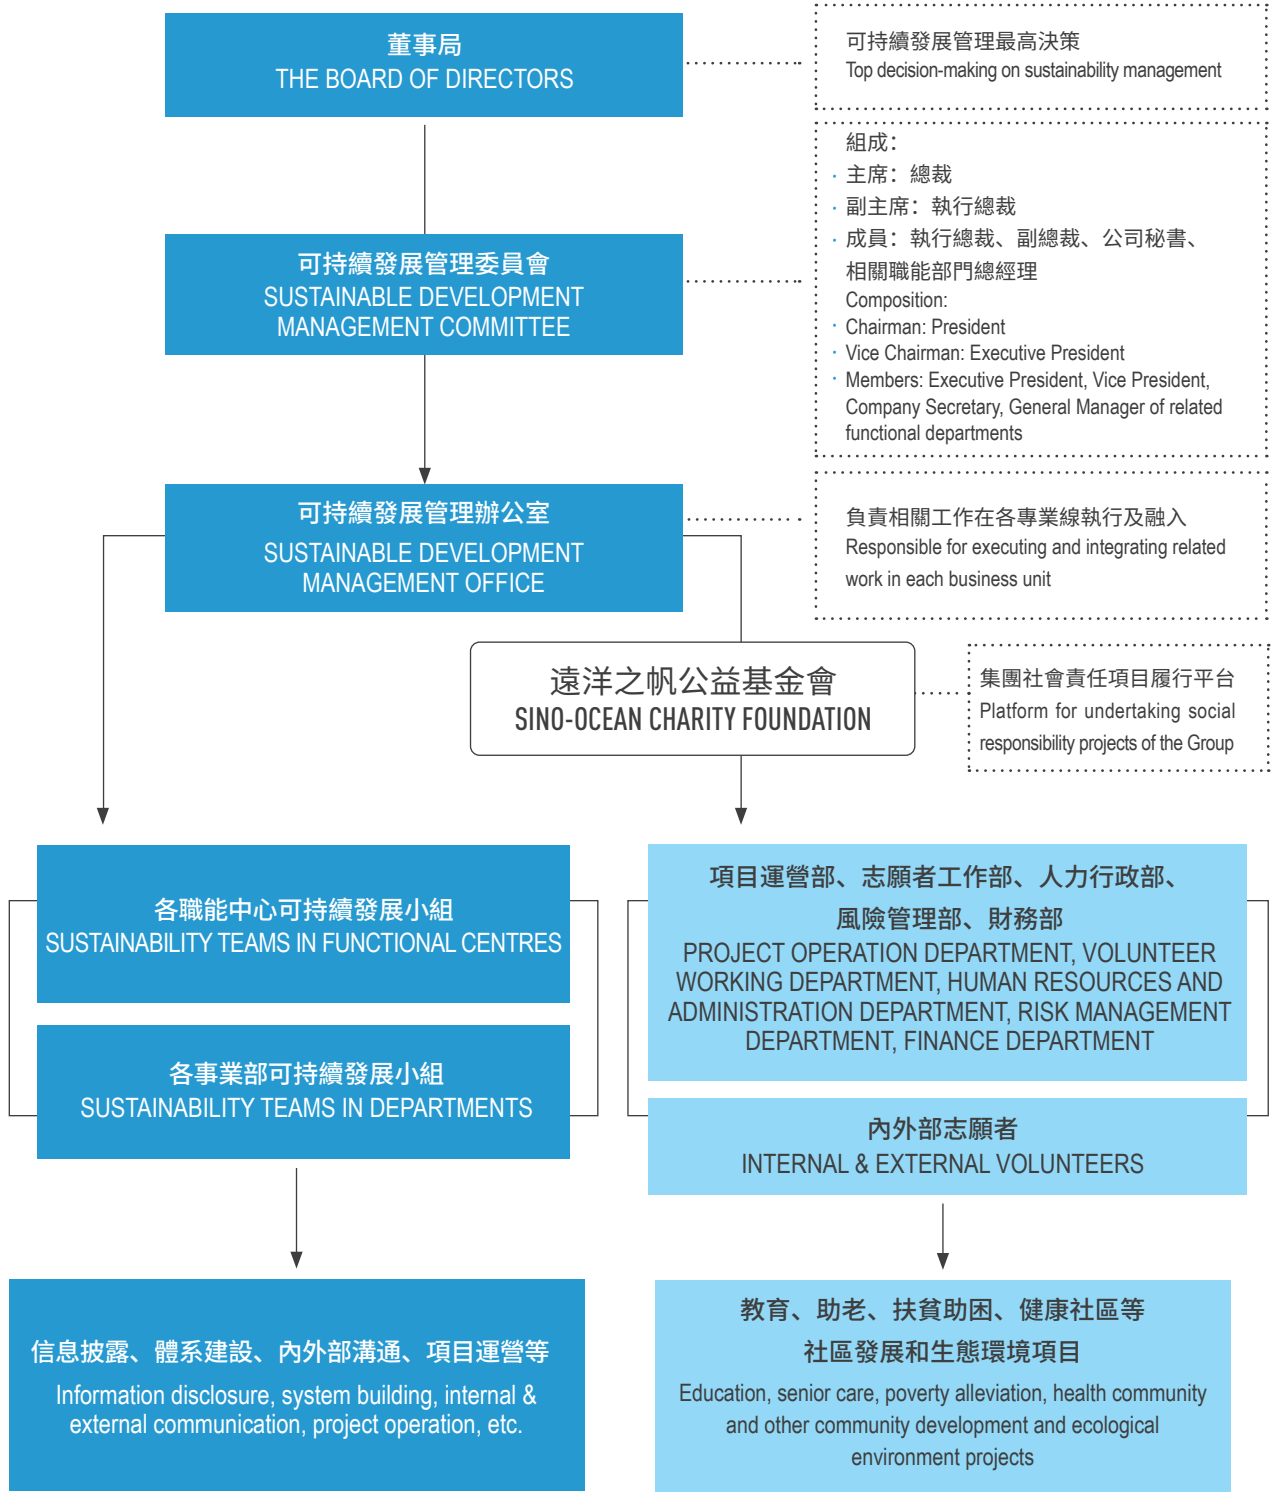 董事局
THE BOARD OF DIRECTORS
可持續發展管理最高決策
Top decision-making on sustainability management
組成：
· 主席：總裁
· 副主席：執行總裁
· 成員：執行總裁、副總裁、公司秘書、
相關職能部門總經理
Composition:
· Chairman: President
· Vice Chairman: Executive President
· Members: Executive President, Vice President,
Company Secretary, General Manager of related
functional departments
可持續發展管理委員會
SUSTAINABLE DEVELOPMENT
MANAGEMENT COMMITTEE
可持續發展管理辦公室
SUSTAINABLE DEVELOPMENT
MANAGEMENT OFFICE
負責相關工作在各專業線執行及融入
Responsible for executing and integrating related
work in each business unit
遠洋之帆公益基金會
SINO-OCEAN CHARITY FOUNDATION
集團社會責任項目履行平台
Platform for undertaking social
responsibility projects of the Group
各職能中心可持續發展小組
SUSTAINABILITY TEAMS IN FUNCTIONAL CENTRES
各事業部可持續發展小組
SUSTAINABILITY TEAMS IN DEPARTMENTS
項目運營部、志願者工作部、人力行政部、
風險管理部、財務部
PROJECT OPERATION DEPARTMENT, VOLUNTEER
WORKING DEPARTMENT, HUMAN RESOURCES AND
ADMINISTRATION DEPARTMENT, RISK MANAGEMENT
DEPARTMENT, FINANCE DEPARTMENT
內外部志願者
INTERNAL & EXTERNAL VOLUNTEERS
信息披露、體系建設、內外部溝通、項目運營等
Information disclosure, system building, internal &
external communication, project operation, etc.
教育、助老、扶貧助困、健康社區等
社區發展和生態環境項目
Education, senior care, poverty alleviation, health community
and other community development and ecological
environment projects